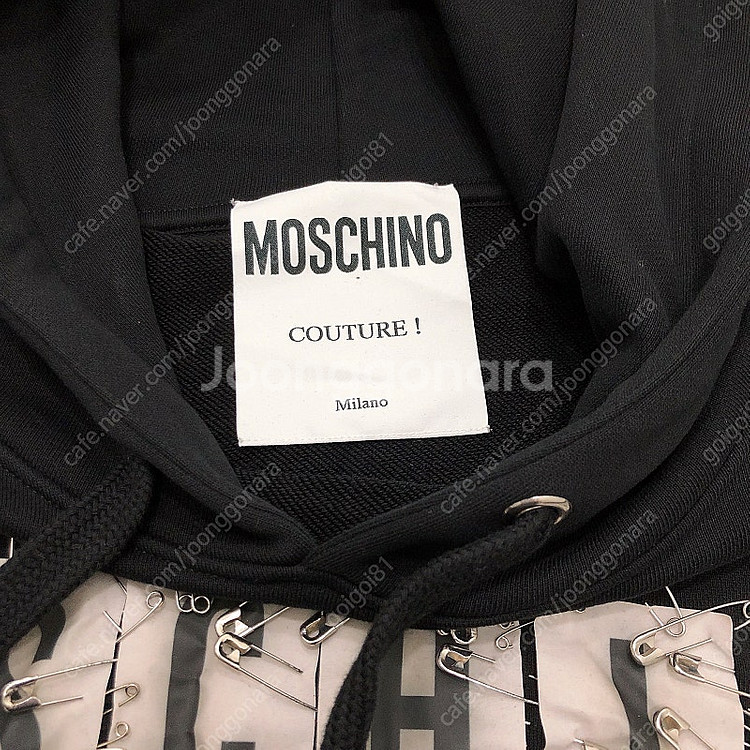 MOSCHINO
COUTURE !
Milano
Joonggonara
cafe.naver.com/joonggonara
goigoi81